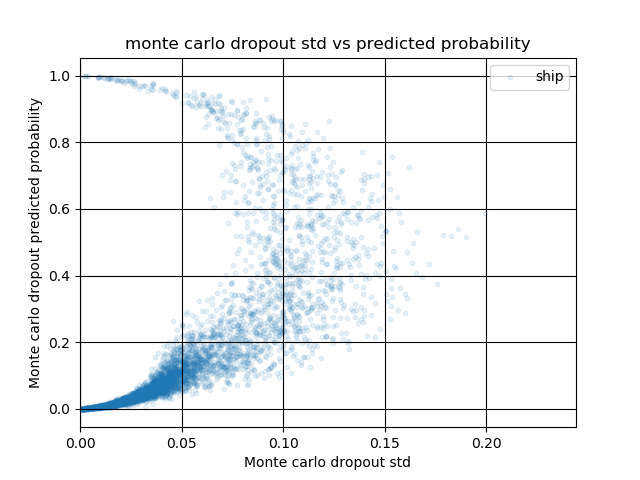 monte carlo dropout std vs predicted probability
ship
Monte carlo dropout predicted probability
1.0
0.8
0.6
0.4
0.2
0.0
0.00 0.05 0.10 0.15 0.20
Monte carlo dropout std